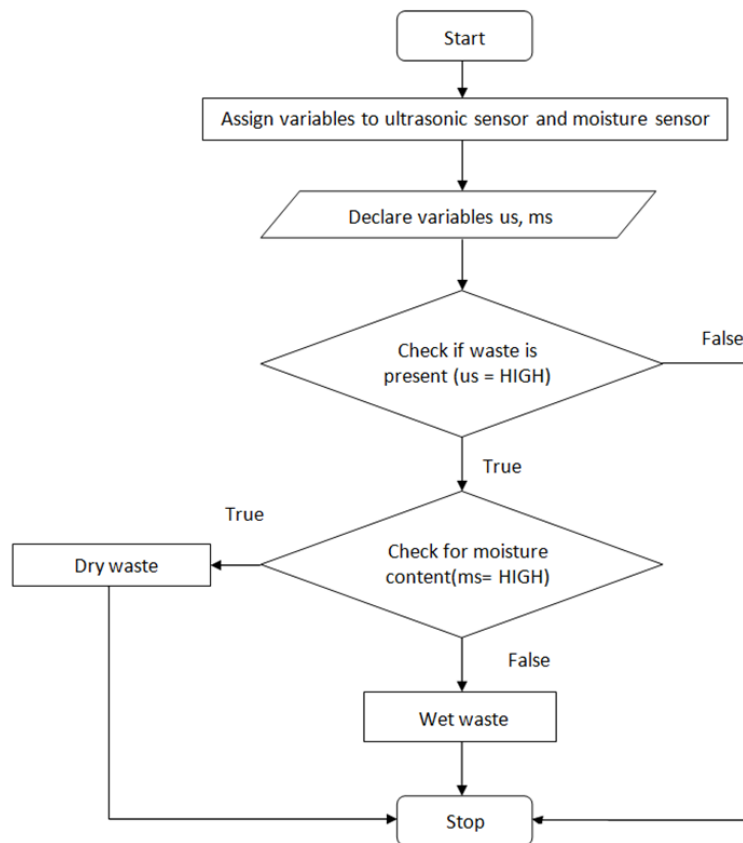 Start
Assign variables to ultrasonic sensor and moisture sensor
Declare variables us, ms
False
Check if waste is
present (us = HIGH)
True
True
Check for moisture
content(ms= HIGH)
Dry waste
False
Wet waste
Stop